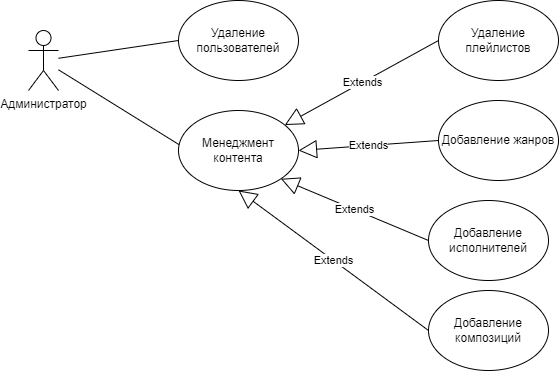 Удаление
пользователей
Удаление
плейлистов
Администратор
Extends
Менеджмент
контента
Extends
Добавление жанров
Extends
Добавление
исполнителей
Extends
Добавление
композиций